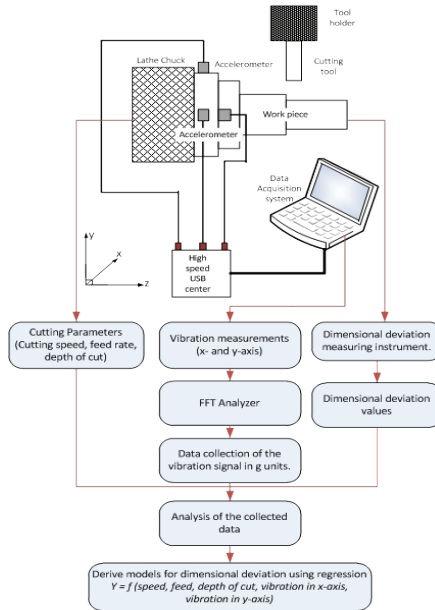 Tool
holder
Lathe Chuck
Accelerometer
Cutting
tool
Work piece
Accelerometer
Data
Acquisition
system
High
speed
USB
center
Y
X
Z
Cutting Parameters
(Cutting speed, feed rate,
depth of cut)
Vibration measurements
(x- and y-axis)
Dimensional deviation
measuring instrument.
FFT Analyzer
Dimensional deviation
values
Data collection of the
vibration signal in g units.
Analysis of the collected
data
Derive models for dimensional deviation using regression
Y = f (speed, feed, depth of cut, vibration in x-axis,
vibration in y-axis)